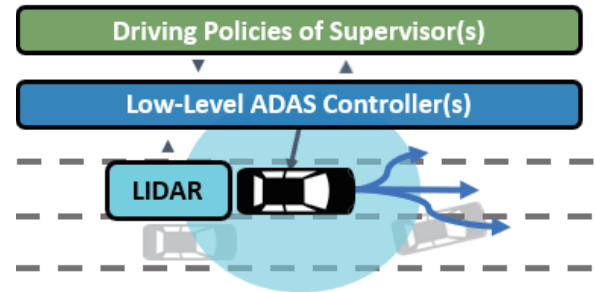 Driving Policies of Supervisor(s)
Low-Level ADAS Controller(s)
LIDAR